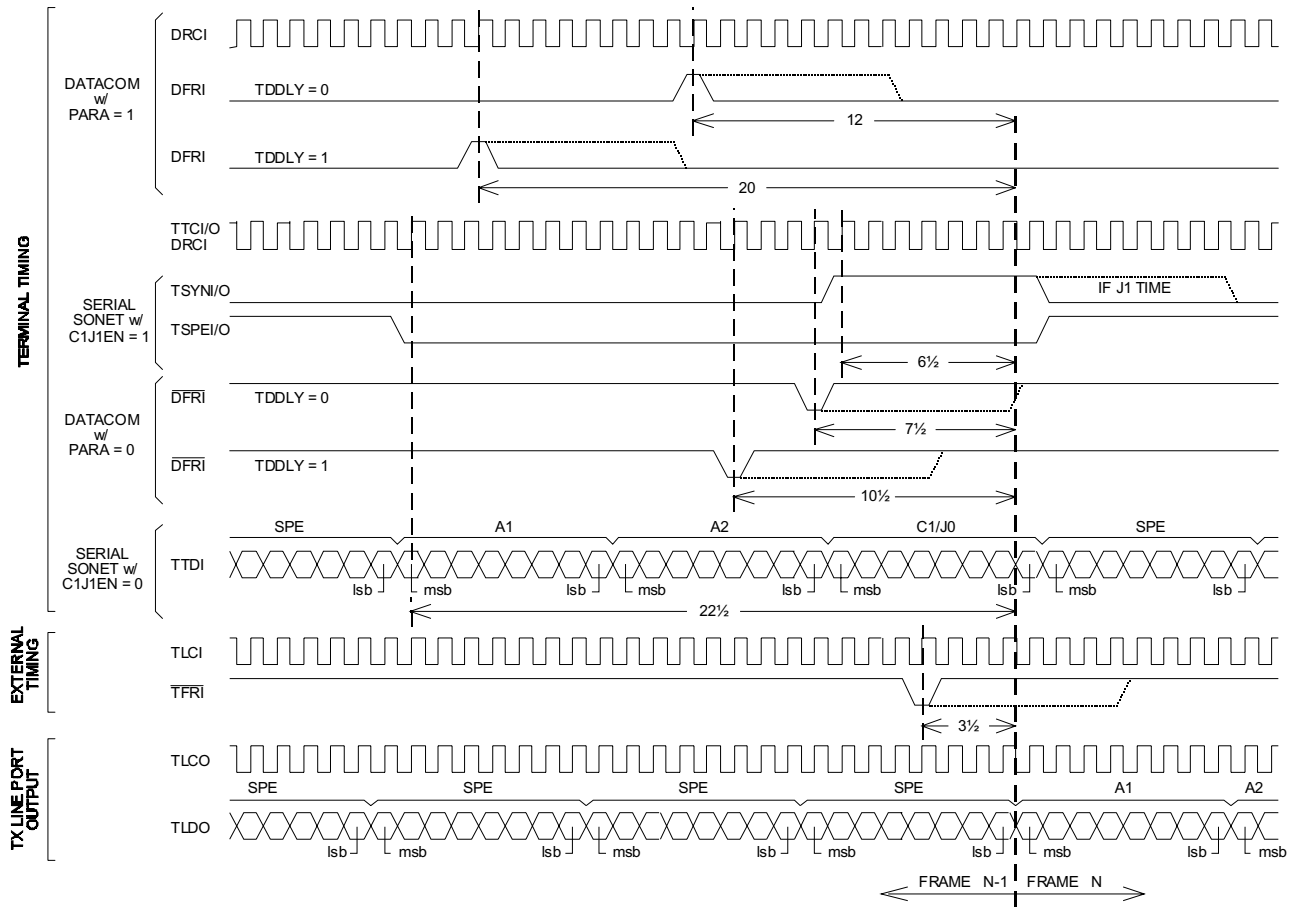 TERMINAL TIMING
DATACOM
w/
PARA = 1
DRCI
DFRI TDDLY = 0
12
DFRI TDDLY = 1
20
TTCI/O
DRCI
SERIAL
SONET w/
C1J1EN = 1
TSYNI/O
IF J1 TIME
TSPEI/O
6½
DATACOM
w/
PARA = 0
DFRI TDDLY = 0
7½
DFRI TDDLY = 1
10½
SERIAL
SONET w/
C1J1EN = 0
SPE A1 A2 C1/J0 SPE
TTDI
lsb msb lsb msb lsb msb lsb msb lsb
22½
EXTERNAL
TIMING
TLCI
TFRI
3½
TX LINE PORT
OUTPUT
TLCO
SPE SPE SPE SPE A1 A2
TLDO
lsb msb lsb msb lsb msb lsb msb lsb msb
FRAME N-1 FRAME N